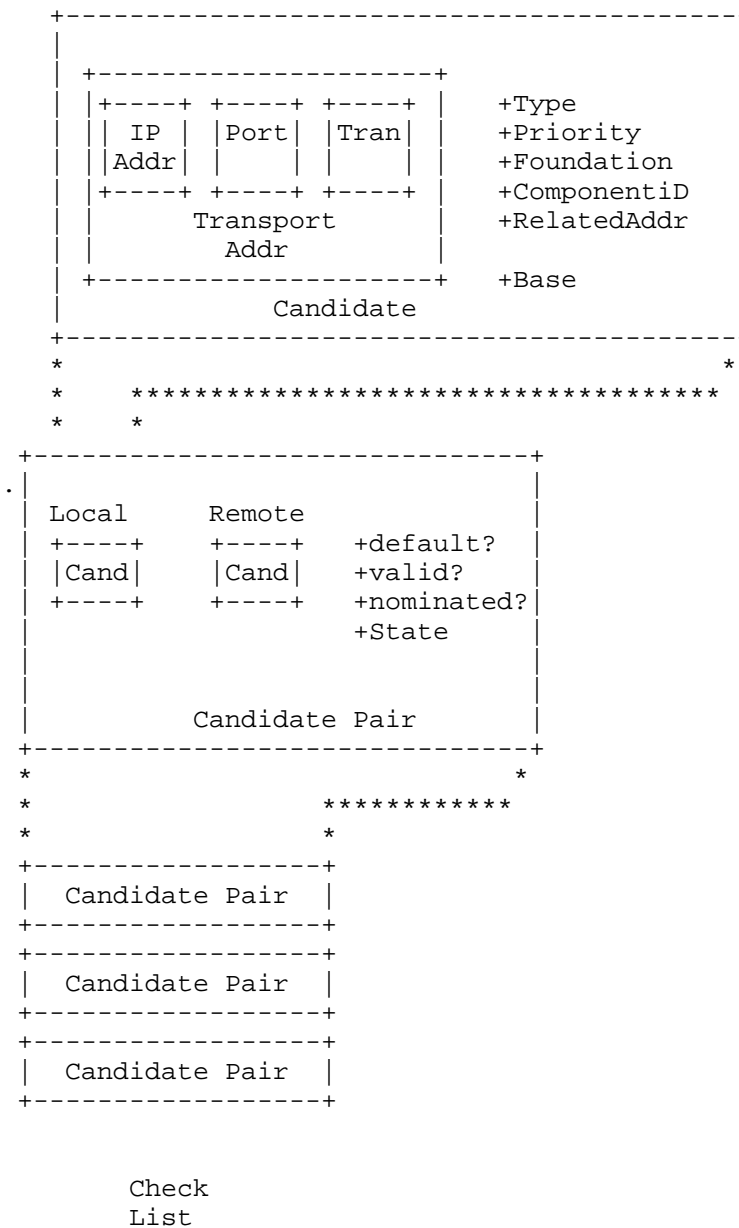 +Type
IP Port Tran +Priority
Addr +Foundation
+ComponentiD
Transport +RelatedAddr
Addr
+Base
Candidate
Local Remote
+default?
Cand Cand +valid?
+nominated?
+State
Candidate Pair
Candidate Pair
Candidate Pair
Candidate Pair
Check
List